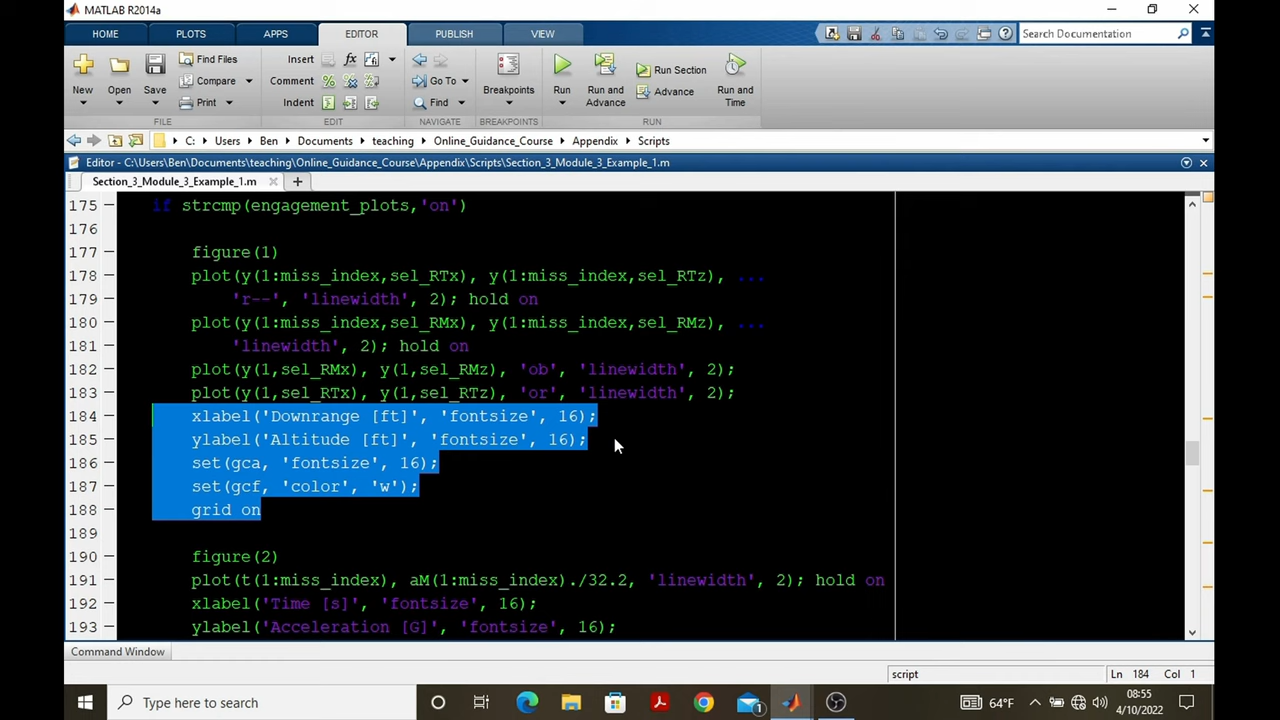 MATLAB R2014a
HOME PLOTS APPS EDITOR PUBLISH VIEW Search Documentation
New Open Save Find Files Compare Print Insert Comment Indent fx Go To Find Breakpoints Run Run and Advance Run Section Advance Run and Time
FILE EDIT NAVIGATE BREAKPOINTS RUN
C: Users Ben Documents teaching Online_Guidance_Course Appendix Scripts
Editor - C:\Users\Ben\Documents\teaching\Online_Guidance_Course\Appendix\Scripts\Section_3_Module_3_Example_1.m
Section_3_Module_3_Example_1.m
175 if strcmp(engagement_plots,'on')
176
177 figure(1)
178 plot(y(1:miss_index,sel_RTx), y(1:miss_index,sel_RTz), ...
179 'r--', 'linewidth', 2); hold on
180 plot(y(1:miss_index,sel_RMx), y(1:miss_index,sel_RMz), ...
181 'linewidth', 2); hold on
182 plot(y(1,sel_RMx), y(1,sel_RMz), 'ob', 'linewidth', 2);
183 plot(y(1,sel_RTx), y(1,sel_RTz), 'or', 'linewidth', 2);
184 xlabel('Downrange [ft]', 'fontsize', 16);
185 ylabel('Altitude [ft]', 'fontsize', 16);
186 set(gca, 'fontsize', 16);
187 set(gcf, 'color', 'w');
188 grid on
189
190 figure(2)
191 plot(t(1:miss_index), aM(1:miss_index)./32.2, 'linewidth', 2); hold on
192 xlabel('Time [s]', 'fontsize', 16);
193 ylabel('Acceleration [G]', 'fontsize', 16);
Command Window
script Ln 184 Col 1
Type here to search 1 64°F 08:55
4/10/2022